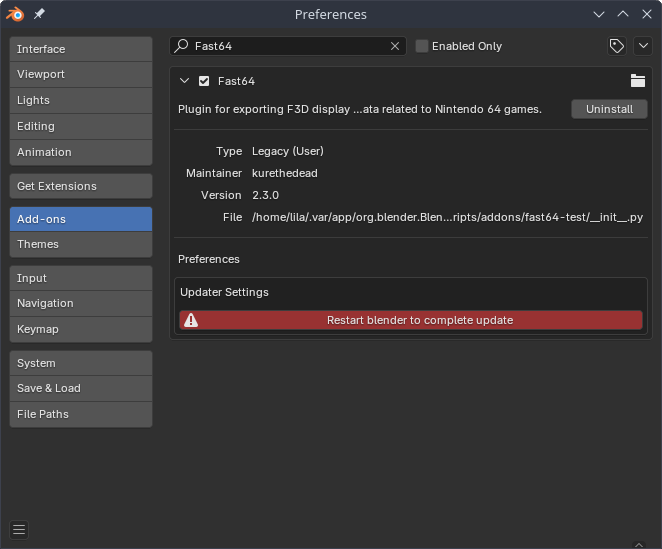 Preferences
Interface
Viewport
Lights
Editing
Animation
Get Extensions
Add-ons
Themes
Input
Navigation
Keymap
System
Save & Load
File Paths
Fast64
Enabled Only
Fast64
Plugin for exporting F3D display ...ata related to Nintendo 64 games.
Uninstall
Type Legacy (User)
Maintainer kurethedead
Version 2.3.0
File /home/lila/.var/app/org.blender.Blen...ripts/addons/fast64-test/__init__.py
Preferences
Updater Settings
Restart blender to complete update